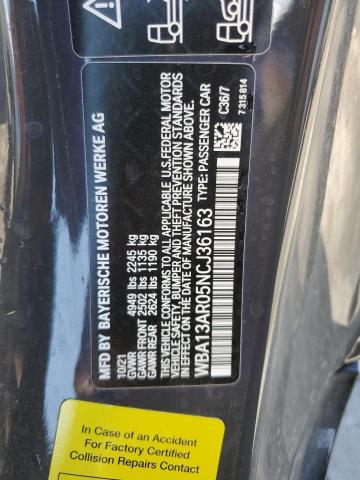 MFD BY BAYERISCHE MOTOREN WERKE AG
10/21
GVWR 4949 lbs 2245 kg
GAWR FRONT 2502 lbs 1135 kg
GAWR REAR 2624 lbs 1190 kg
THIS VEHICLE CONFORMS TO ALL APPLICABLE U.S.FEDERAL MOTOR
VEHICLE SAFETY, BUMPER AND THEFT PREVENTION STANDARDS
IN EFFECT ON THE DATE OF MANUFACTURE SHOWN ABOVE.
WBA13AR05NCJ36163 TYPE: PASSENGER CAR
C36/7
7 315 814
In Case of an Accident
For Factory Certified
Collision Repairs Contact